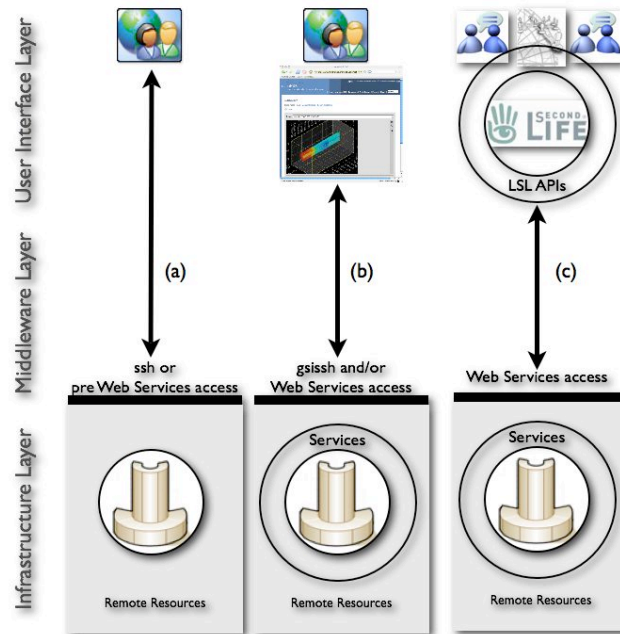 User Interface Layer
SECOND
LIFE
LSL APIs
Middleware Layer
(a)
(b)
(c)
ssh or
pre Web Services access
gsissh and/or
Web Services access
Web Services access
Infrastructure Layer
Services
Services
Remote Resources
Remote Resources
Remote Resources